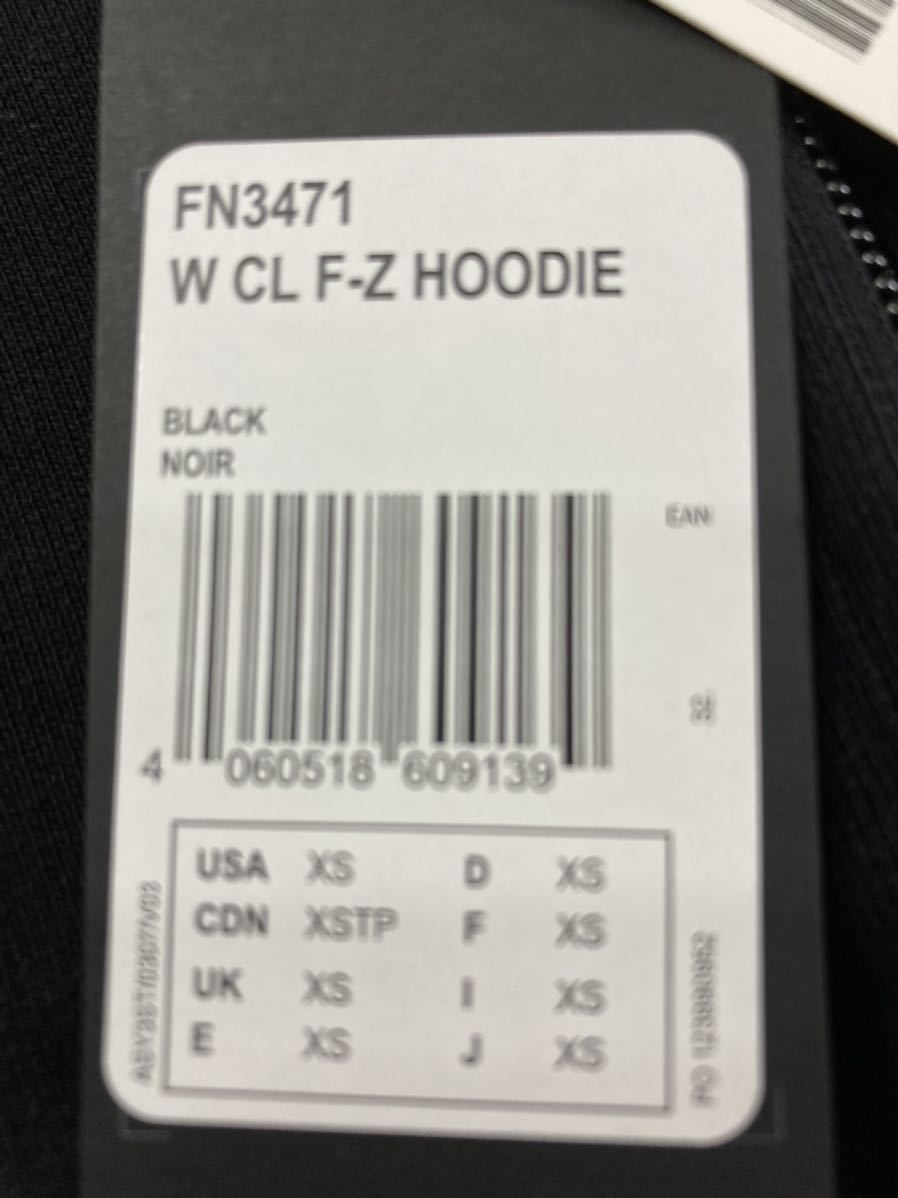 FN3471
W CL F-Z HOODIE
BLACK
NOIR
EAN
4 060518 609139
USA XS D XS
CDN XSTP F XS
UK XS I XS
E XS J XS